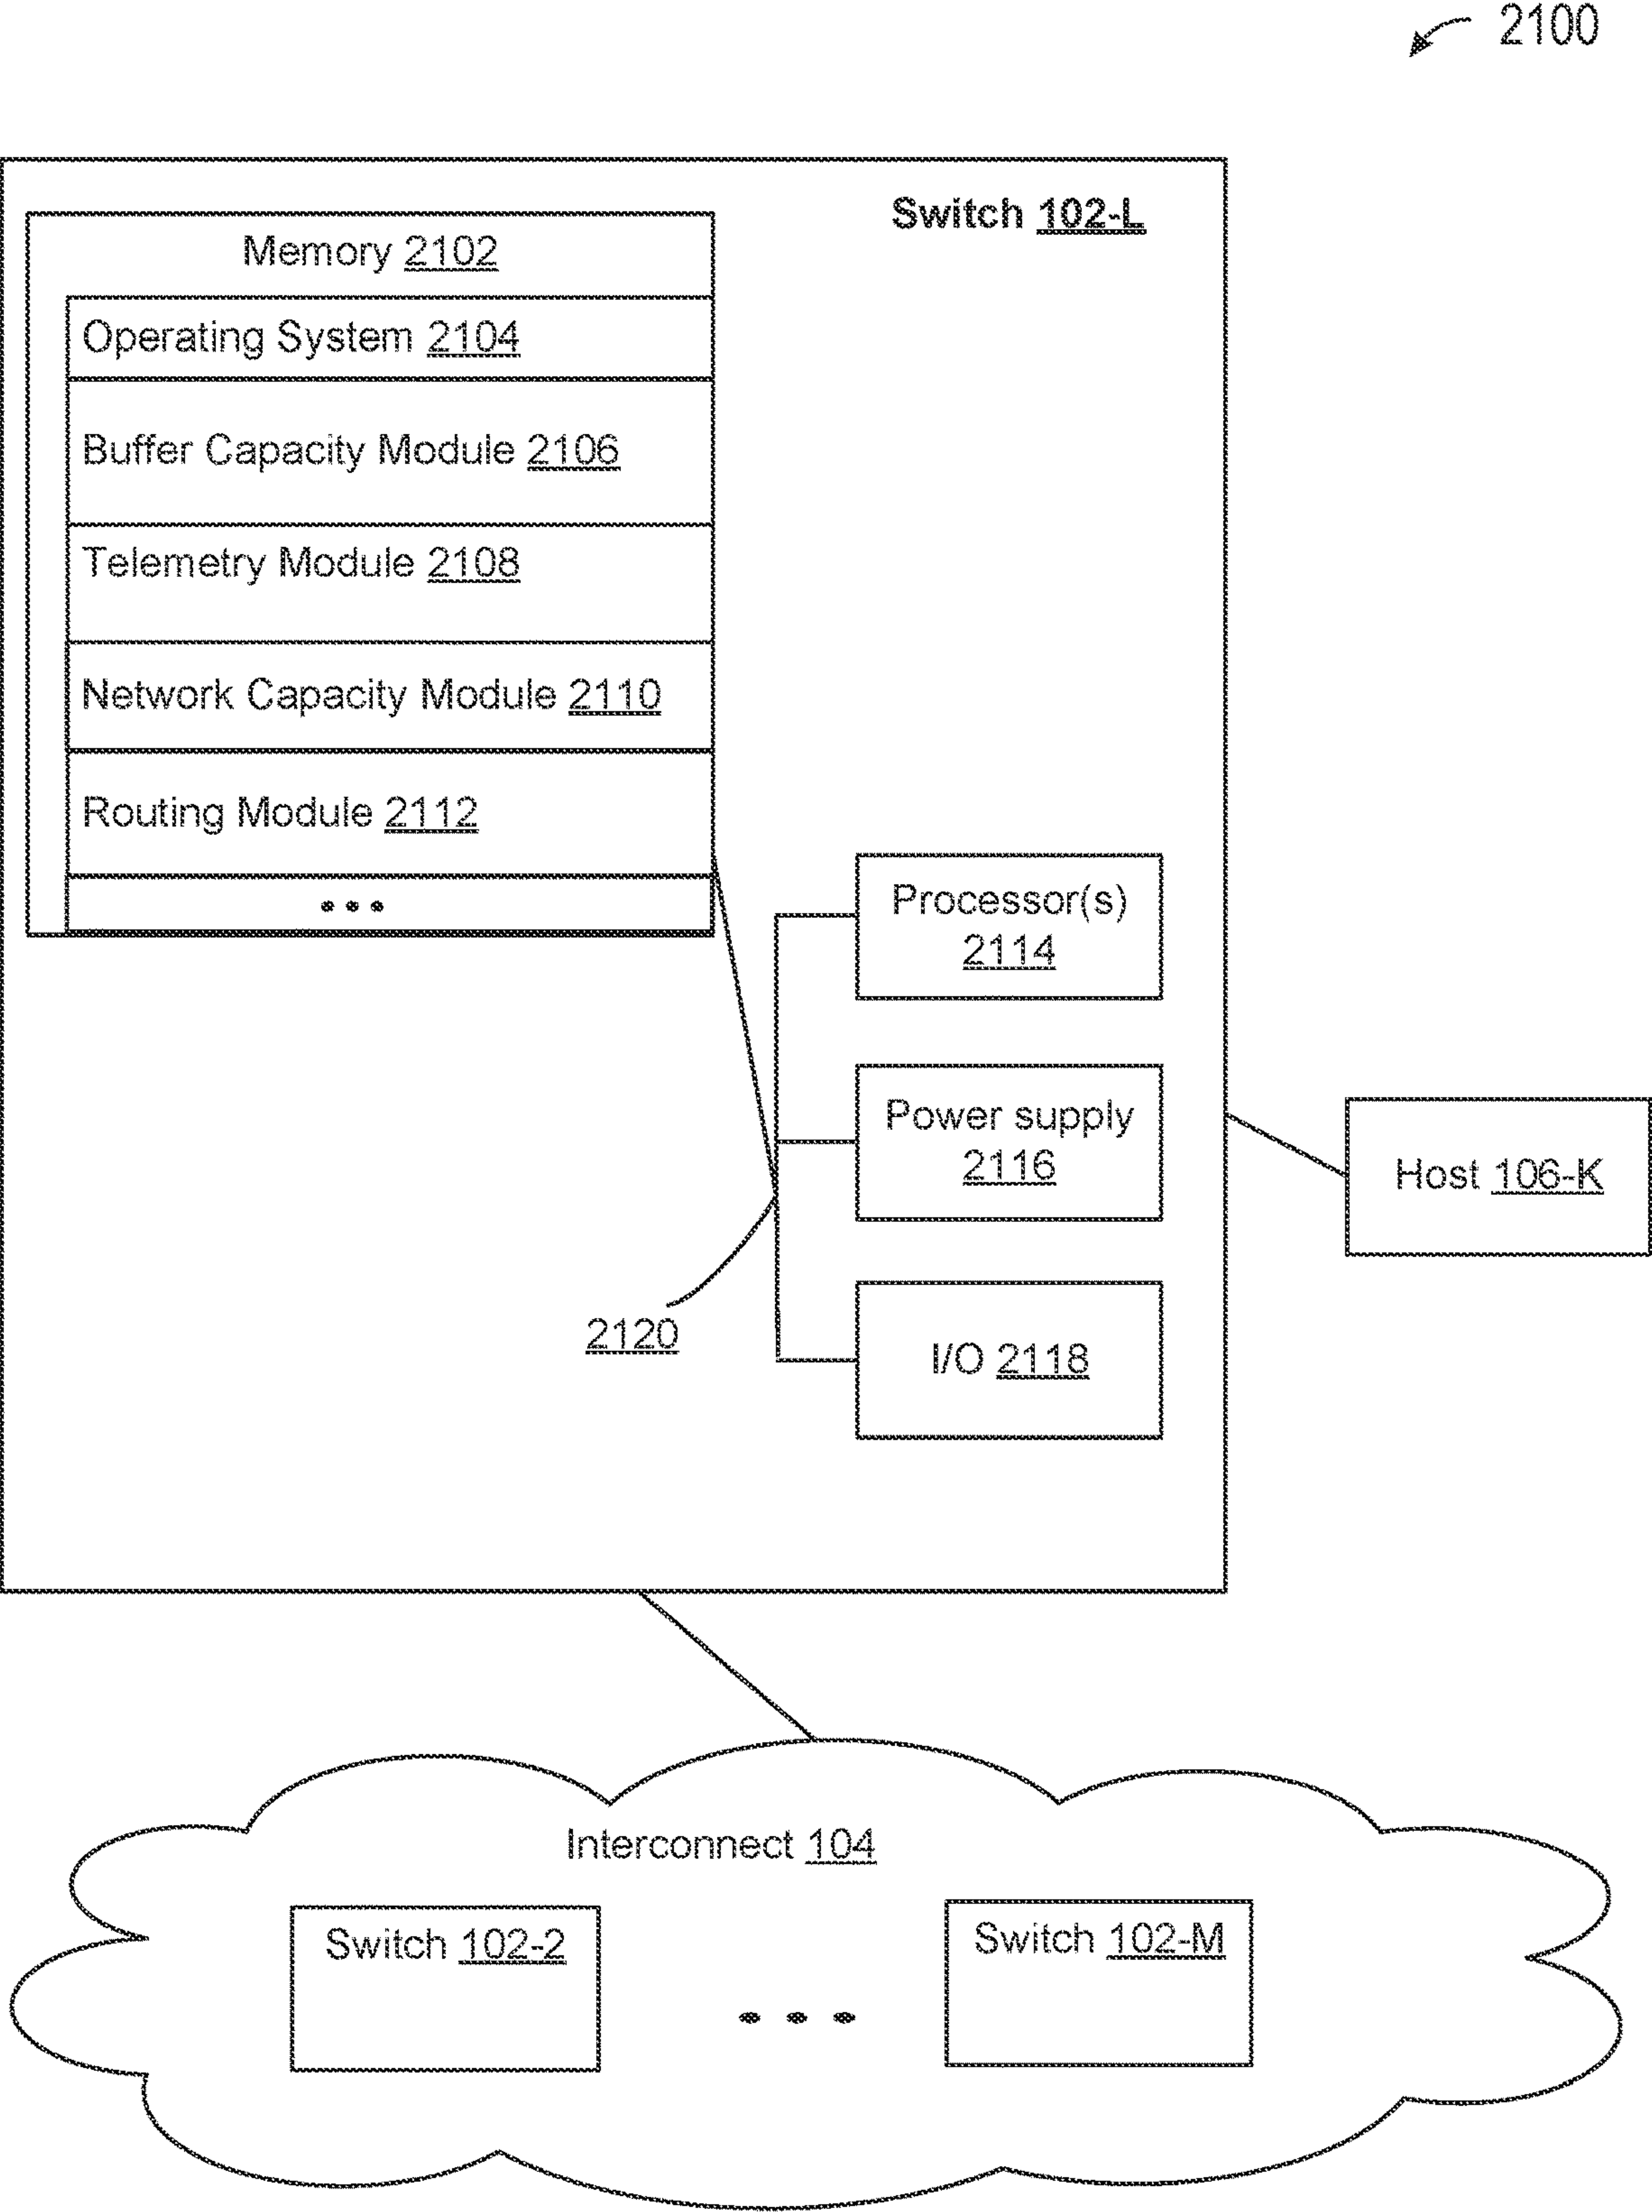 2100
Switch 102-L
Memory 2102
Operating System 2104
Buffer Capacity Module 2106
Telemetry Module 2108
Network Capacity Module 2110
Routing Module 2112
...
Processor(s)
2114
Power supply
2116
Host 106-K
2120
I/O 2118
Interconnect 104
Switch 102-2
Switch 102-M
...